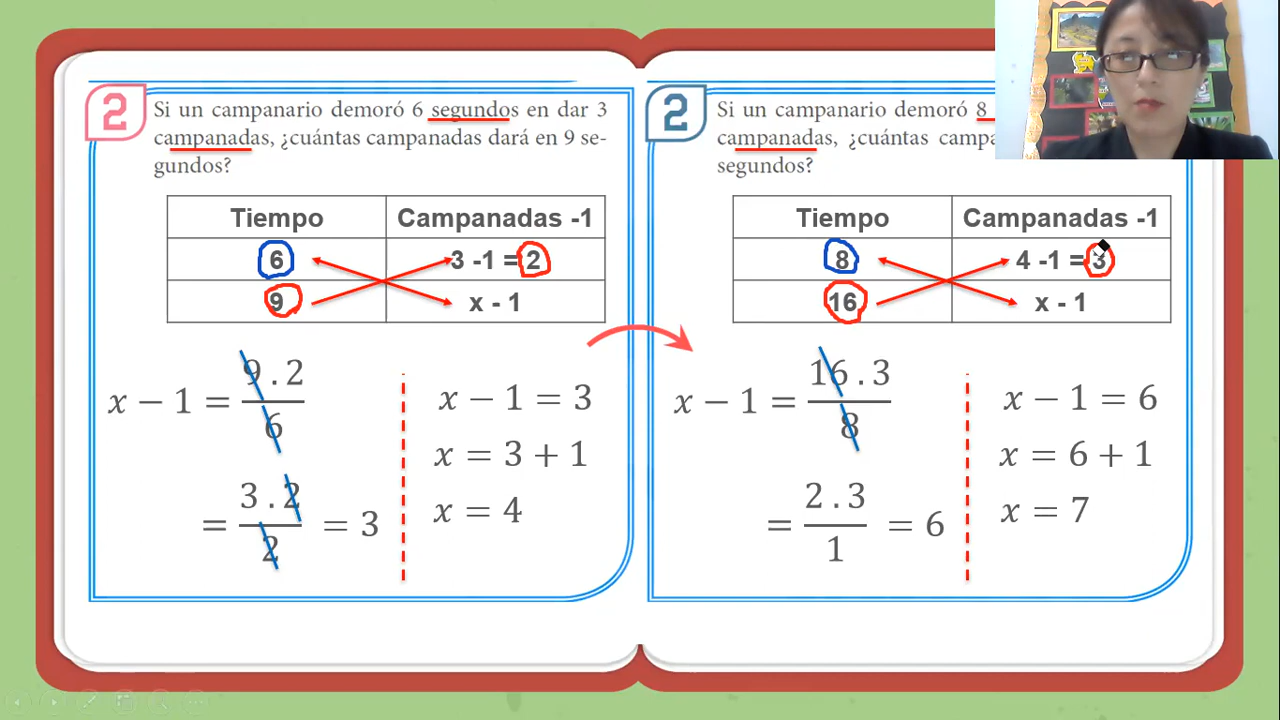 2
Si un campanario demoró 6 segundos en dar 3
campanadas, ¿cuántas campanadas dará en 9 se-
gundos?
Tiempo
Campanadas -1
6
3 -1 = 2
9
x - 1
x − 1 = 9 . 2 / 6
= 3 . 2 / 2 = 3
x − 1 = 3
x = 3 + 1
x = 4
2
Si un campanario demoró 8
campanadas, ¿cuántas camp
segundos?
Tiempo
Campanadas -1
8
4 -1 = 3
16
x - 1
x − 1 = 16 . 3 / 8
= 2 . 3 / 1 = 6
x − 1 = 6
x = 6 + 1
x = 7